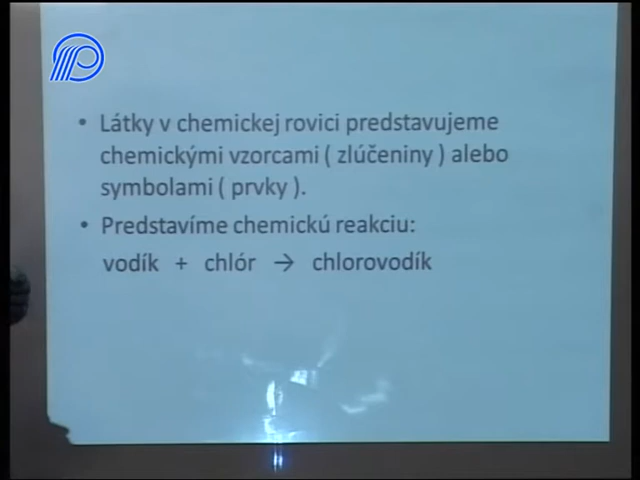 • Látky v chemickej rovici predstavujeme
chemickými vzorcami ( zlúčeniny ) alebo
symbolami ( prvky ).
• Predstavíme chemickú reakciu:
vodík + chlór → chlorovodík